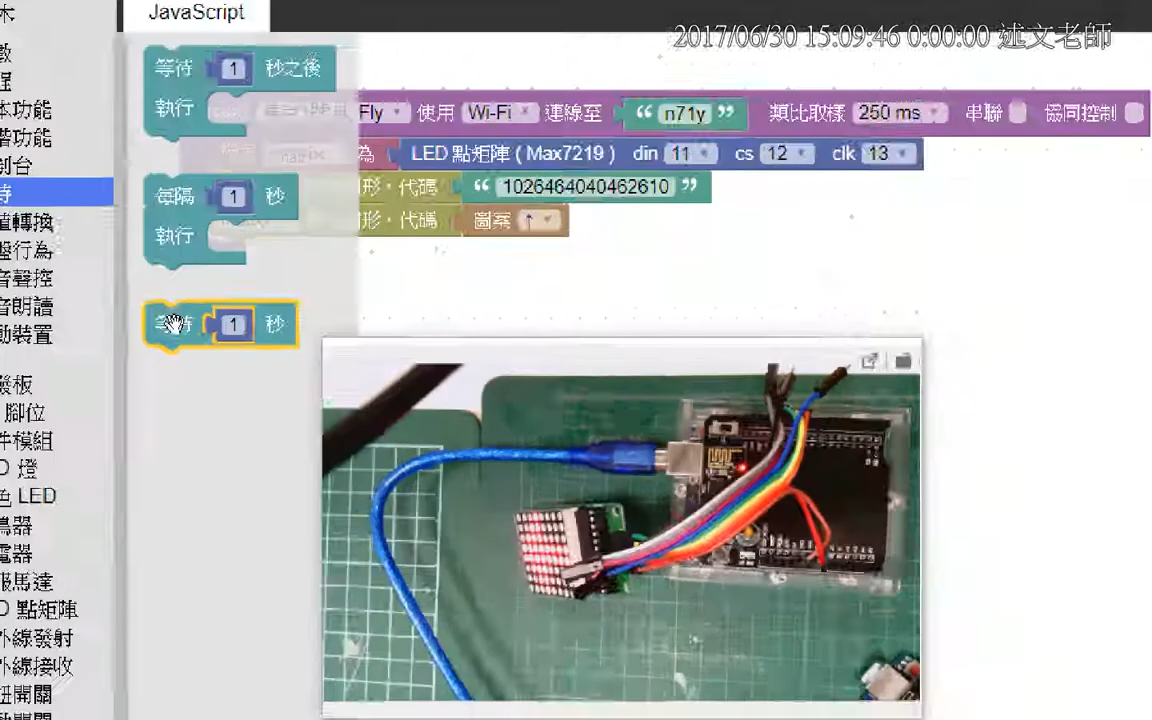 JavaScript
2017/06/30 15:09:46 0:00:00 述文老師
等待 1 秒之後
執行
Fly 使用 Wi-Fi 連線至 “ n71y ” 類比取樣 250 ms 串聯 協同控制
為 LED 點矩陣 ( Max7219 ) din 11 cs 12 clk 13
每隔 1 秒
執行
形，代碼 “ 1026464040462610 ”
形，代碼 圖案 ↑
等待 1 秒
本功能
階功能
制台
待
值轉換
盤行為
音聲控
音朗讀
動裝置
發板
腳位
件模組
D 燈
色 LED
鳴器
電器
服馬達
D 點矩陣
外線發射
外線接收
鈕開關